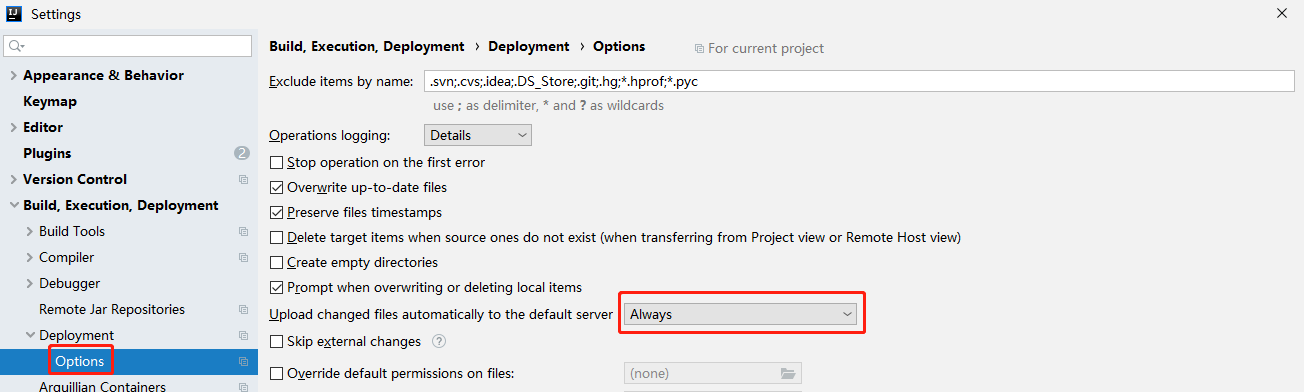 IJ Settings
Appearance & Behavior
Keymap
Editor
Plugins 2
Version Control
Build, Execution, Deployment
Build Tools
Compiler
Debugger
Remote Jar Repositories
Deployment
Options
Arquillian Containers
Build, Execution, Deployment › Deployment › Options For current project
Exclude items by name: .svn;.cvs;.idea;.DS_Store;.git;.hg;*.hprof;*.pyc
use ; as delimiter, * and ? as wildcards
Operations logging: Details
Stop operation on the first error
Overwrite up-to-date files
Preserve files timestamps
Delete target items when source ones do not exist (when transferring from Project view or Remote Host view)
Create empty directories
Prompt when overwriting or deleting local items
Upload changed files automatically to the default server Always
Skip external changes ?
Override default permissions on files: (none)